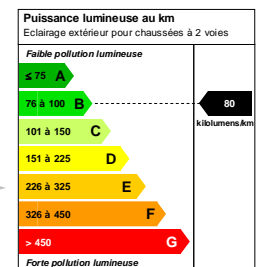 Puissance lumineuse au km
Eclairage extérieur pour chaussées à 2 voies
Faible pollution lumineuse
≤ 75 A
76 à 100 B 80
kilolumens/km
101 à 150 C
151 à 225 D
226 à 325 E
326 à 450 F
> 450 G
Forte pollution lumineuse